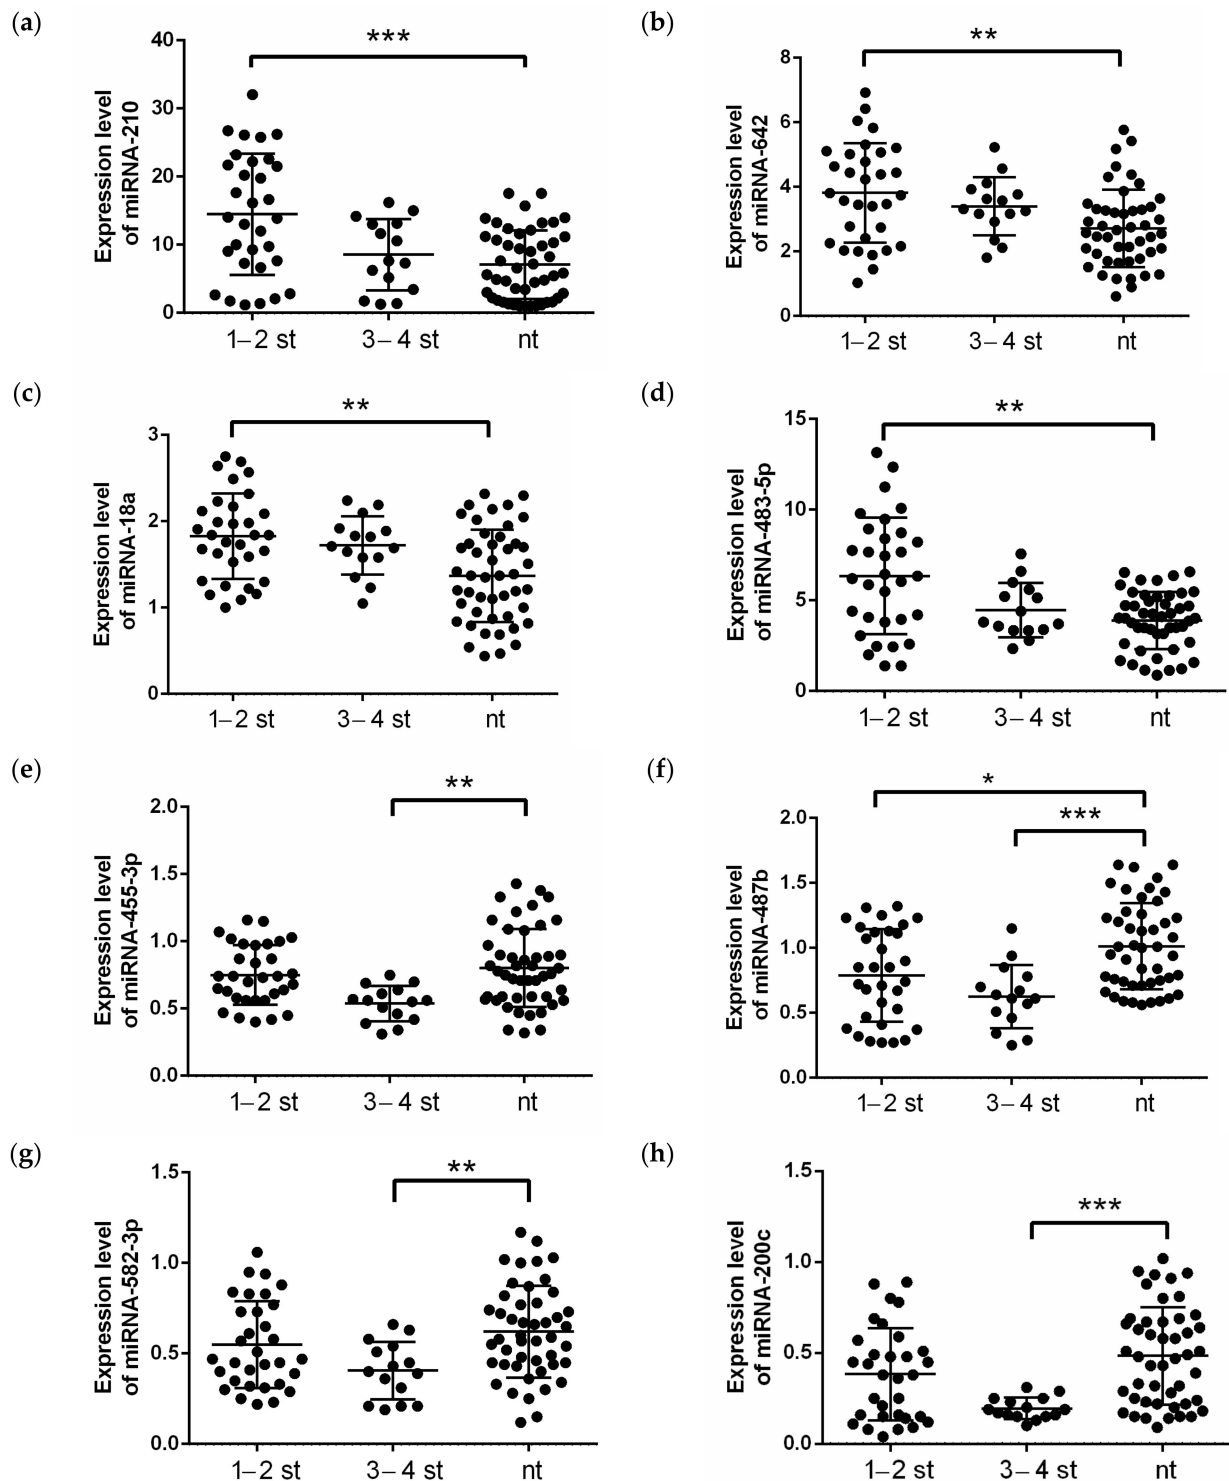 (a)
***
Expression level
of miRNA-210
40
30
20
10
0
1–2 st 3–4 st nt
(b)
**
Expression level
of miRNA-642
8
6
4
2
0
1–2 st 3–4 st nt
(c)
**
Expression level
of miRNA-18a
3
2
1
0
1–2 st 3–4 st nt
(d)
**
Expression level
of miRNA-483-5p
15
10
5
0
1–2 st 3–4 st nt
(e)
**
Expression level
of miRNA-455-3p
2.0
1.5
1.0
0.5
0.0
1–2 st 3–4 st nt
(f)
*
***
Expression level
of miRNA-487b
2.0
1.5
1.0
0.5
0.0
1–2 st 3–4 st nt
(g)
**
Expression level
of miRNA-582-3p
1.5
1.0
0.5
0.0
1–2 st 3–4 st nt
(h)
***
Expression level
of miRNA-200c
1.5
1.0
0.5
0.0
1–2 st 3–4 st nt